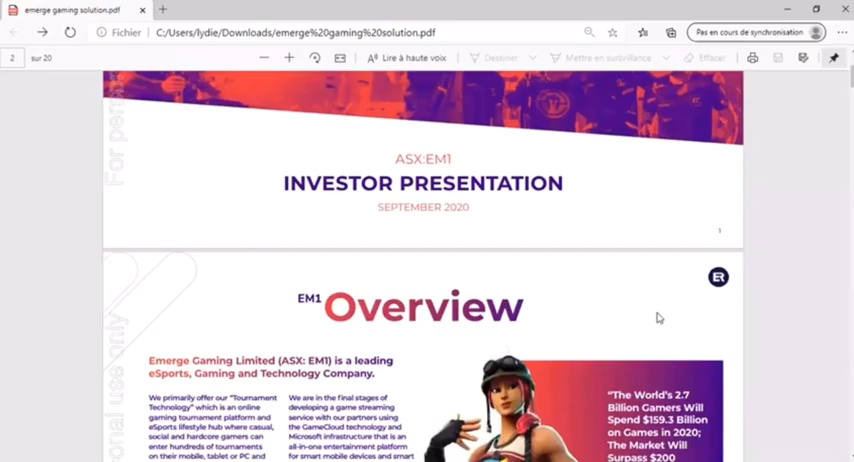 emerge gaming solution.pdf
Fichier
C:/Users/lydie/Downloads/emerge%20gaming%20solution.pdf
Pas en cours de synchronisation
2 sur 20
Lire à haute voix
Dessiner
Mettre en surbrillance
Effacer
For pers
ASX:EM1
INVESTOR PRESENTATION
SEPTEMBER 2020
1
ER
EM1 Overview
onal use only
Emerge Gaming Limited (ASX: EM1) is a leading
eSports, Gaming and Technology Company.
We primarily offer our “Tournament
Technology” which is an online
gaming tournament platform and
eSports lifestyle hub where casual,
social and hardcore gamers can
enter hundreds of tournaments
on their mobile, tablet or PC and
We are in the final stages of
developing a game streaming
service with our partners using
the GameCloud technology and
Microsoft infrastructure that is an
all-in-one entertainment platform
for smart mobile devices and smart
“The World’s 2.7
Billion Gamers Will
Spend $159.3 Billion
on Games in 2020;
The Market Will
Surpass $200